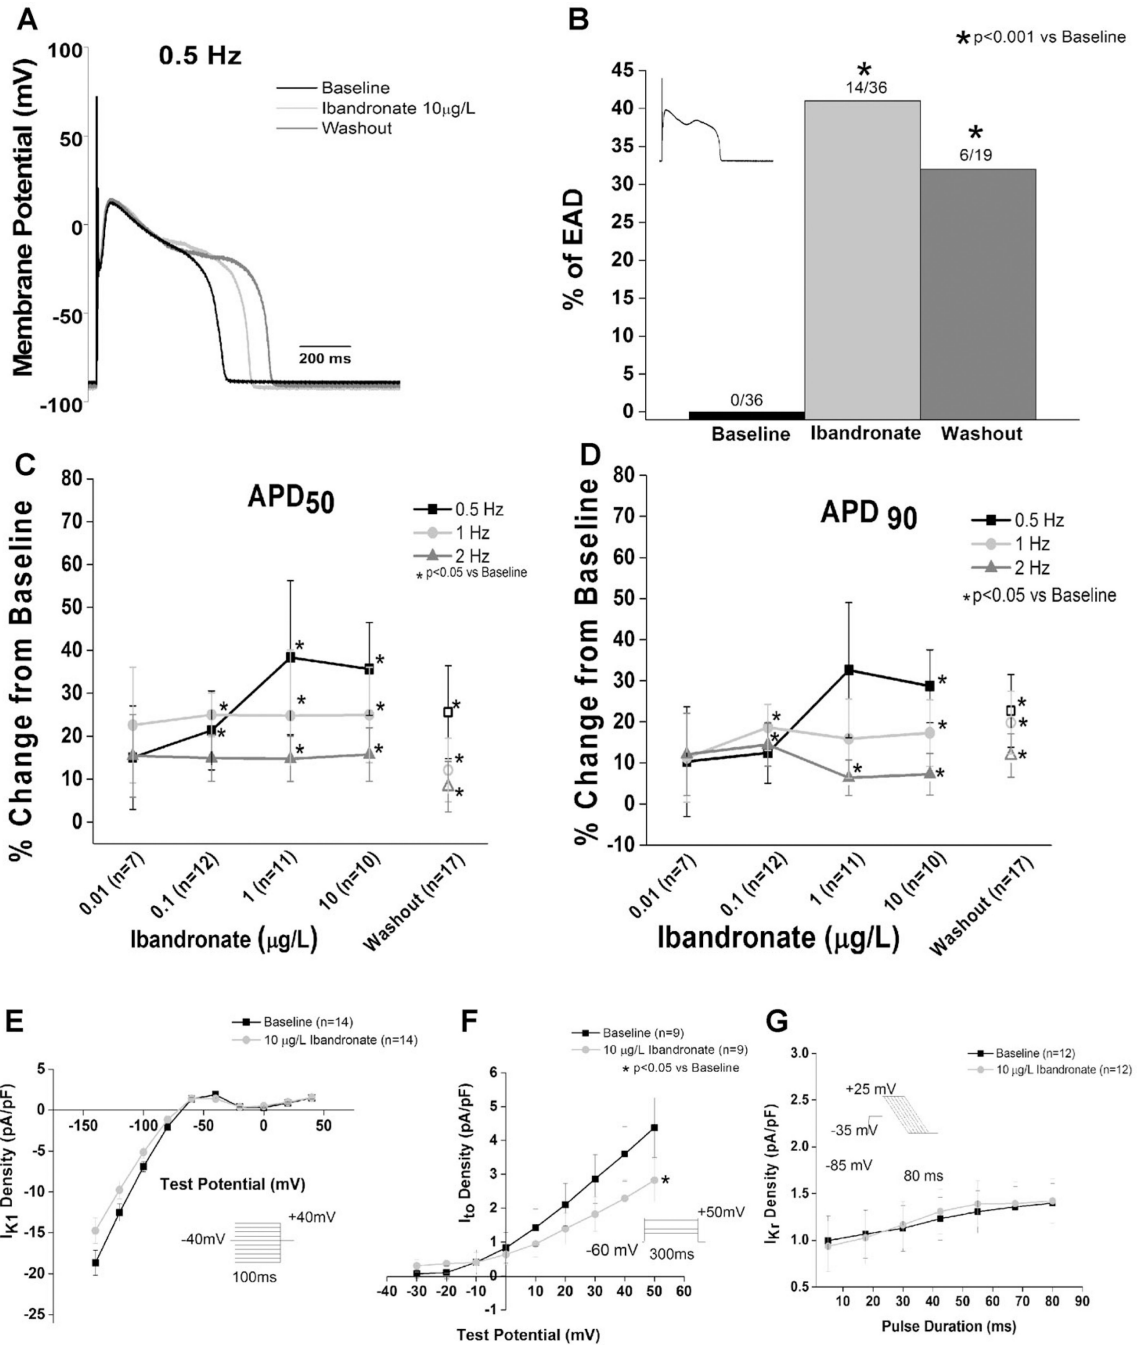 A
0.5 Hz
Baseline
Ibandronate 10µg/L
Washout
Membrane Potential (mV)
100
50
0
-50
-100
200 ms
B
* p<0.001 vs Baseline
% of EAD
45
40
35
30
25
20
15
10
5
0
0/36
*
14/36
*
6/19
Baseline
Ibandronate
Washout
C
APD50
0.5 Hz
1 Hz
2 Hz
* p<0.05 vs Baseline
% Change from Baseline
80
70
60
50
40
30
20
10
0
* * * * * * * * * * *
0.01 (n=7)
0.1 (n=12)
1 (n=11)
10 (n=10)
Washout (n=17)
Ibandronate (µg/L)
D
APD 90
0.5 Hz
1 Hz
2 Hz
*p<0.05 vs Baseline
% Change from Baseline
80
70
60
50
40
30
20
10
0
-10
* * * * * * * * *
0.01 (n=7)
0.1 (n=12)
1 (n=11)
10 (n=10)
Washout (n=17)
Ibandronate (µg/L)
E
Baseline (n=14)
10 µg/L Ibandronate (n=14)
IK1 Density (pA/pF)
5
0
-5
-10
-15
-20
-25
-150 -100 -50 0 50
Test Potential (mV)
+40mV
-40mV
100ms
F
Baseline (n=9)
10 µg/L Ibandronate (n=9)
* p<0.05 vs Baseline
Ito Density (pA/pF)
6
5
4
3
2
1
0
-1
*
+50mV
-60 mV
300ms
-40 -30 -20 -10 0 10 20 30 40 50 60
Test Potential (mV)
G
Baseline (n=12)
10 µg/L Ibandronate (n=12)
IKr Density (pA/pF)
3.0
2.5
2.0
1.5
1.0
0.5
+25 mV
-35 mV
-85 mV
80 ms
10 20 30 40 50 60 70 80 90
Pulse Duration (ms)